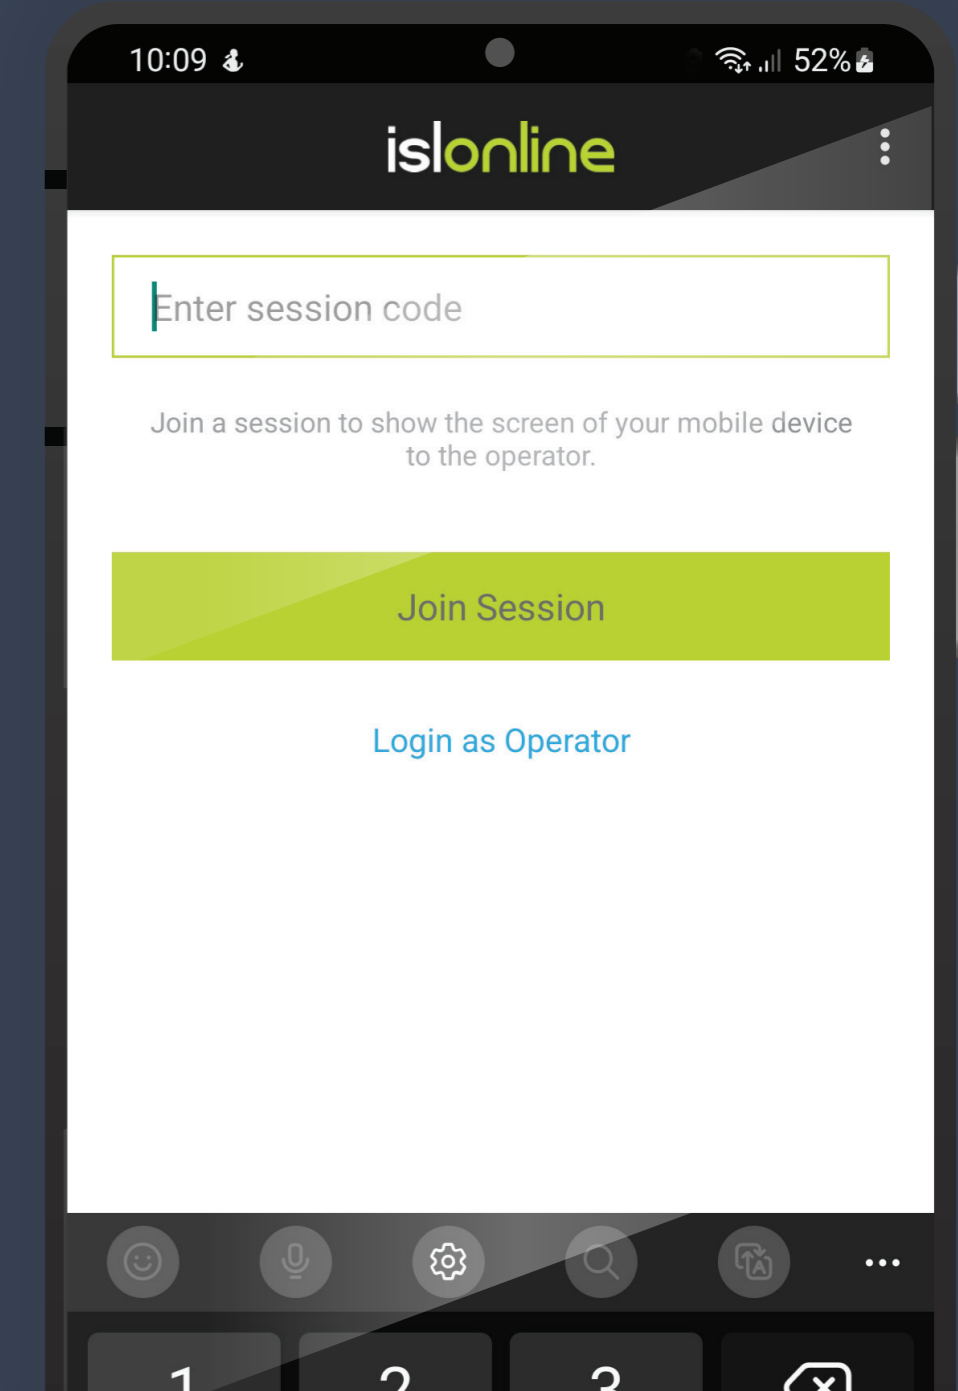 10:09
52%
islonline
Enter session code
Join a session to show the screen of your mobile device
to the operator.
Join Session
Login as Operator
1 2 3